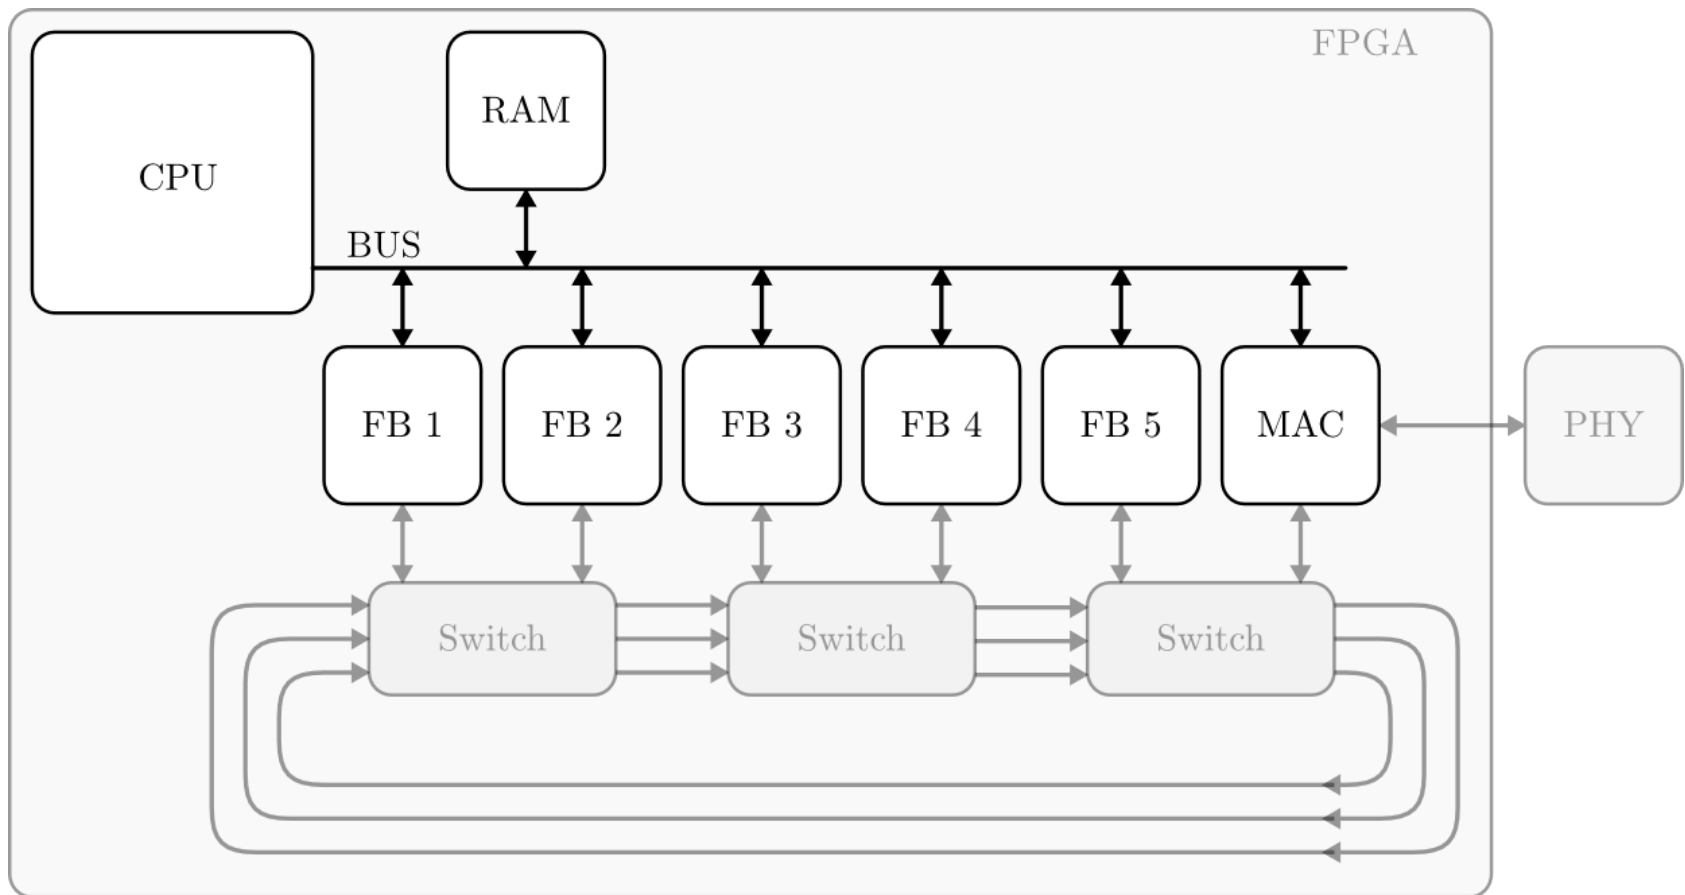 FPGA
CPU
RAM
BUS
FB 1
FB 2
FB 3
FB 4
FB 5
MAC
PHY
Switch
Switch
Switch